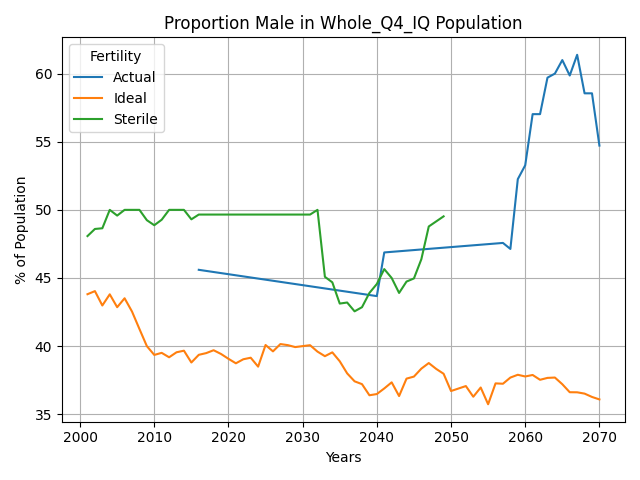 Proportion Male in Whole_Q4_IQ Population
Fertility
Actual
Ideal
Sterile
% of Population
60
55
50
45
40
35
2000 2010 2020 2030 2040 2050 2060 2070
Years